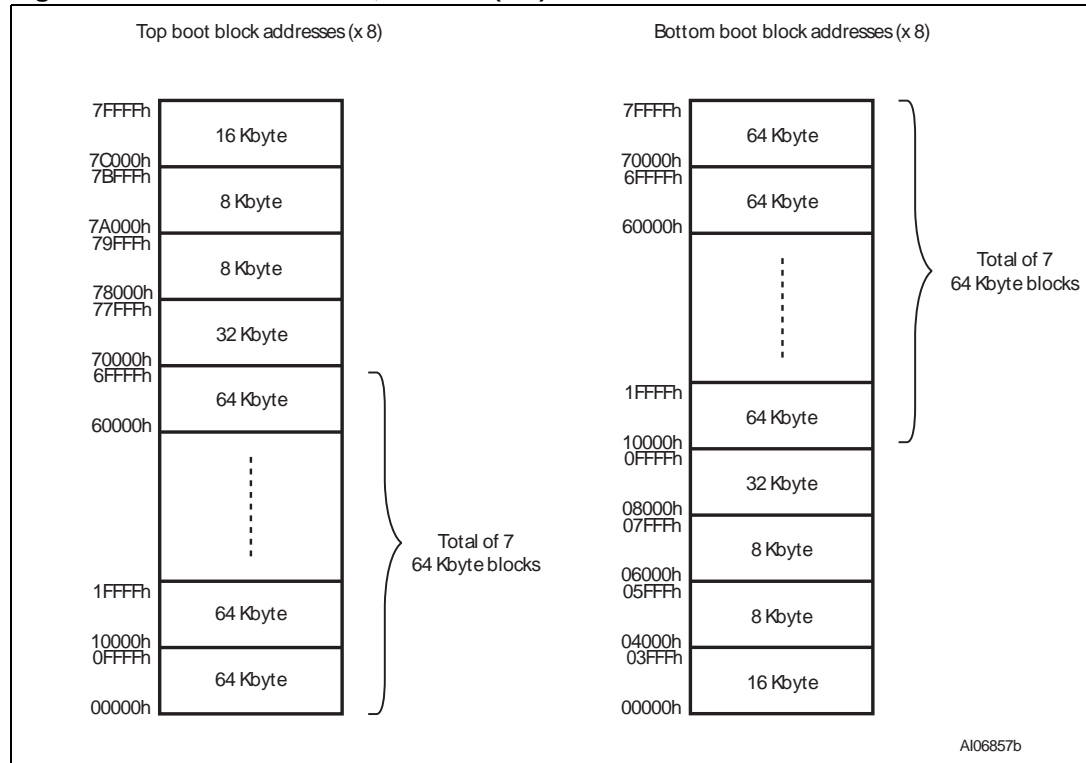 Top boot block addresses (x 8)
7FFFFh
16 Kbyte
7C000h
7BFFFh
8 Kbyte
7A000h
79FFFh
8 Kbyte
78000h
77FFFh
32 Kbyte
70000h
6FFFFh
64 Kbyte
60000h
Total of 7
64 Kbyte blocks
1FFFFh
64 Kbyte
10000h
0FFFFh
64 Kbyte
00000h
Bottom boot block addresses (x 8)
7FFFFh
64 Kbyte
70000h
6FFFFh
64 Kbyte
60000h
Total of 7
64 Kbyte blocks
1FFFFh
64 Kbyte
10000h
0FFFFh
32 Kbyte
08000h
07FFFh
8 Kbyte
06000h
05FFFh
8 Kbyte
04000h
03FFFh
16 Kbyte
00000h
AI06857b